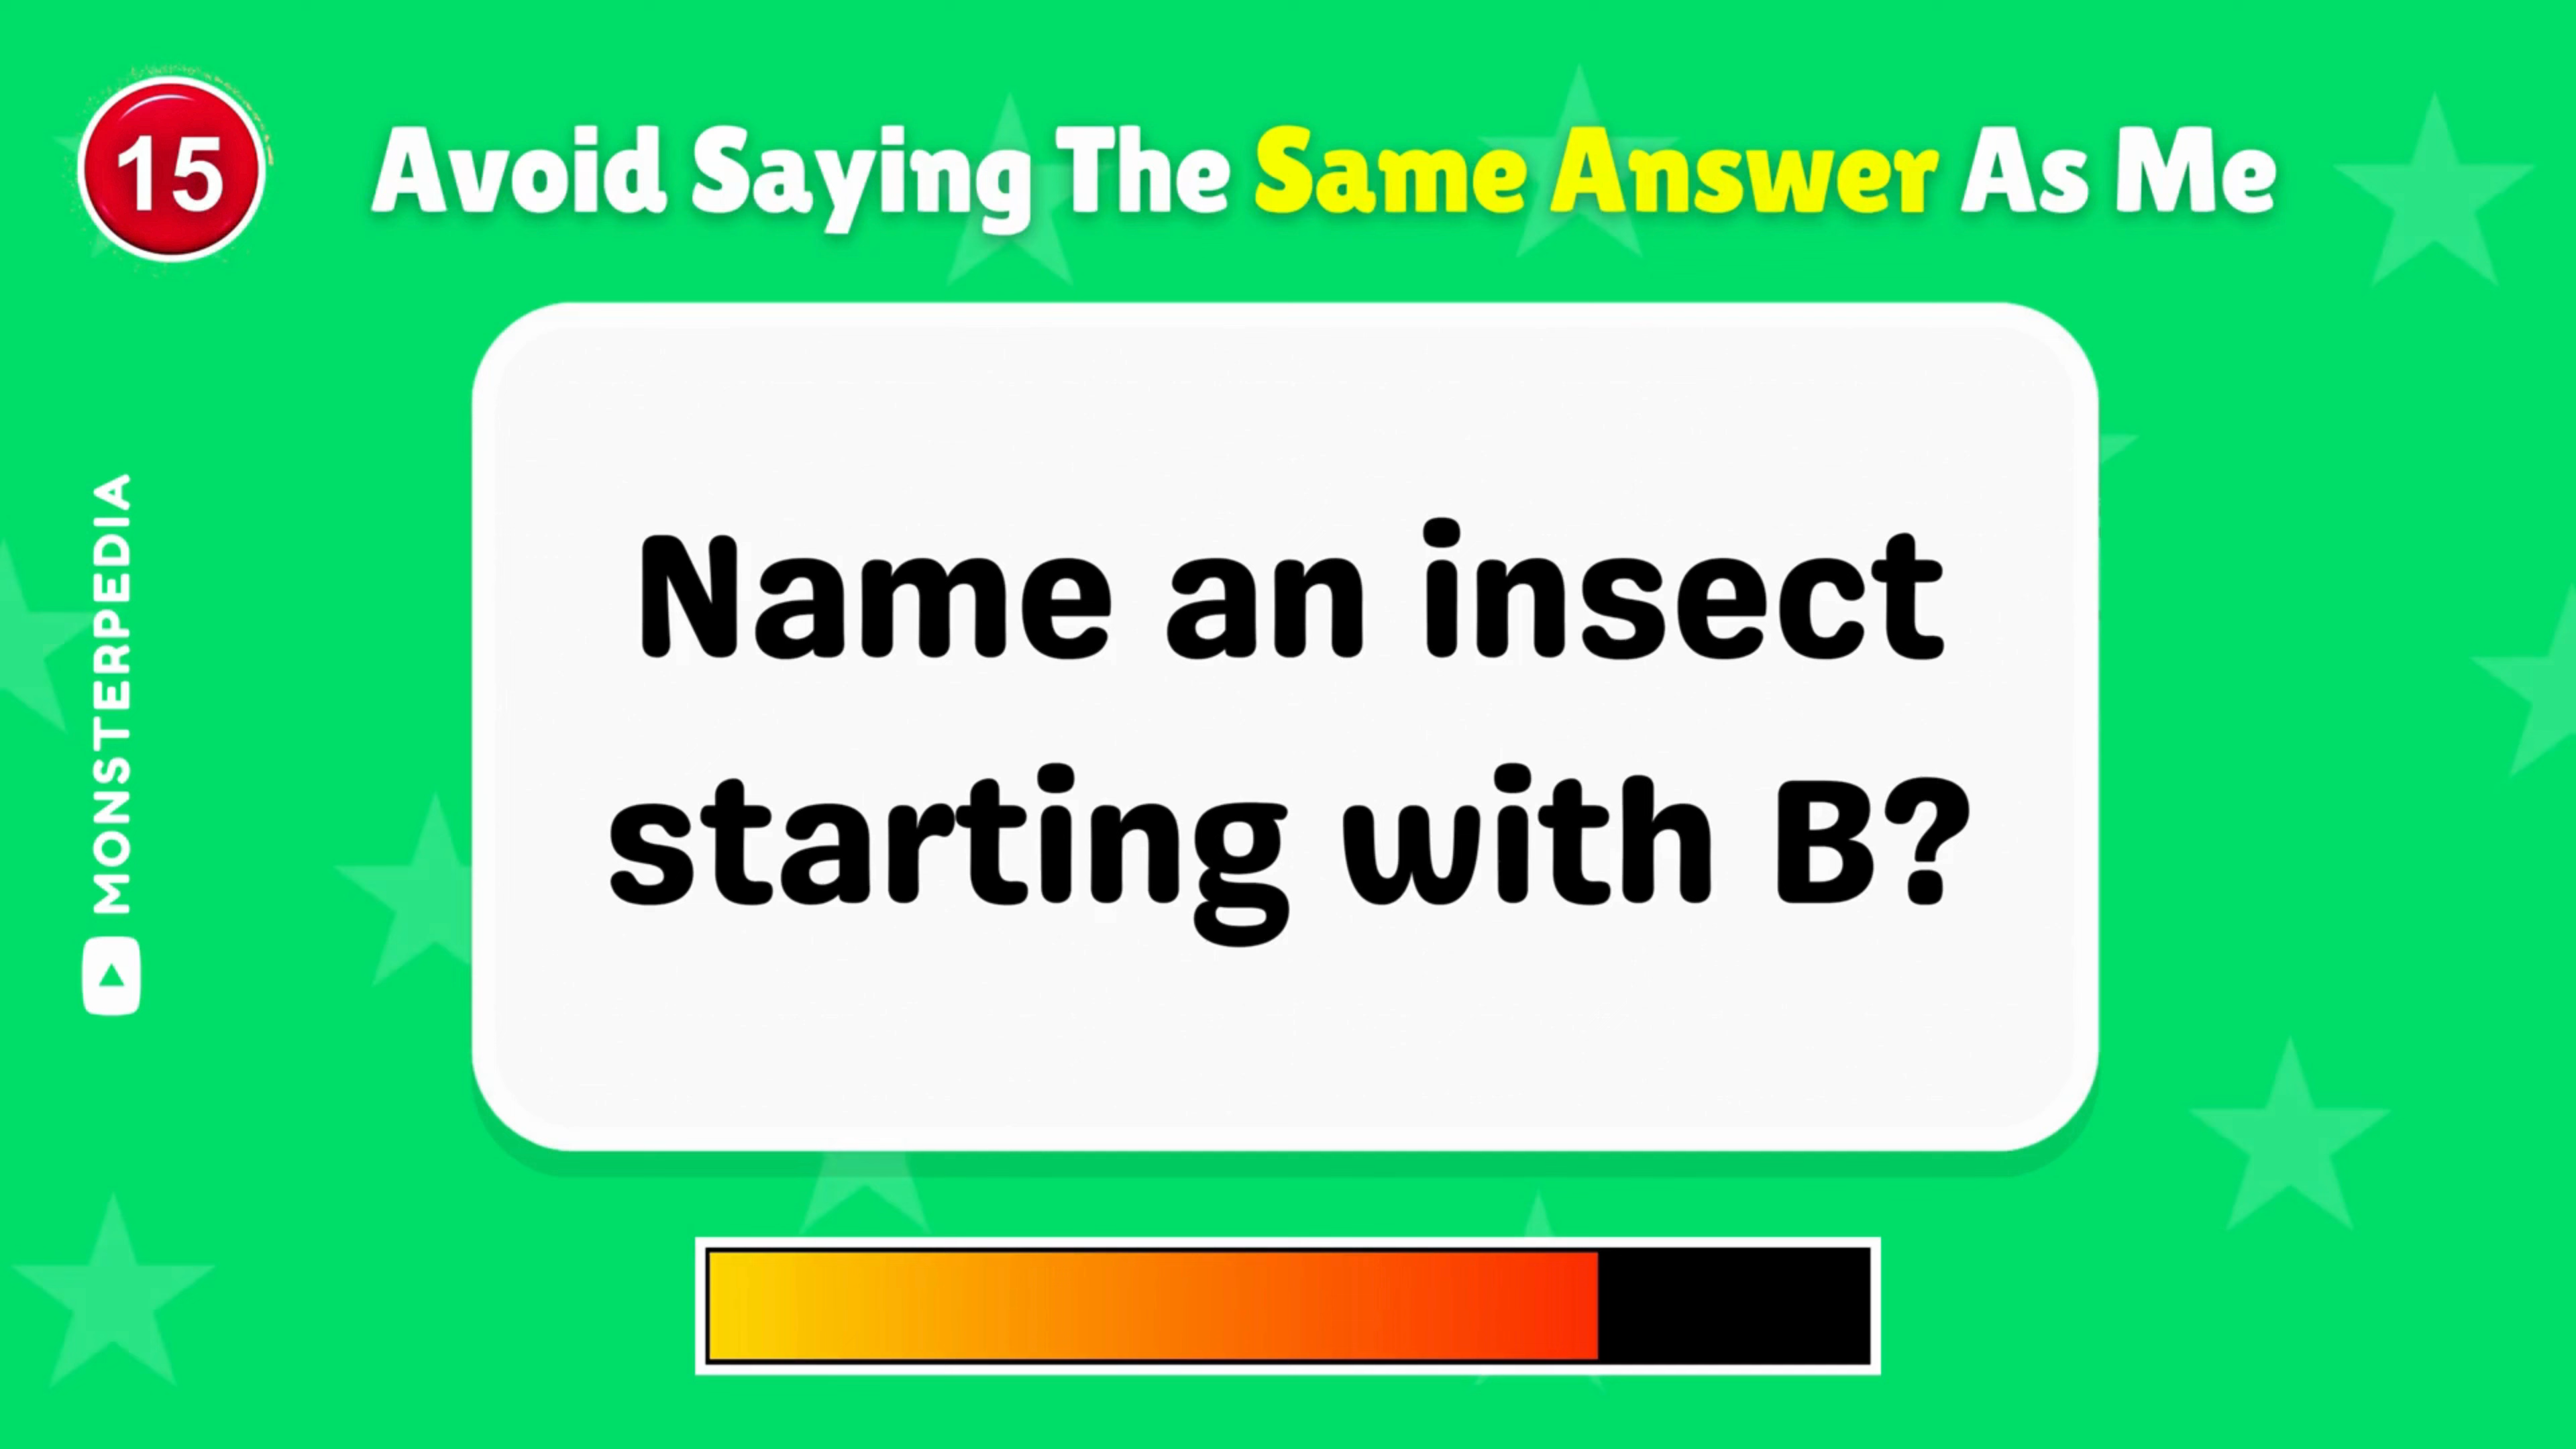 15
Avoid Saying The Same Answer As Me
Name an insect
starting with B?
MONSTERPEDIA